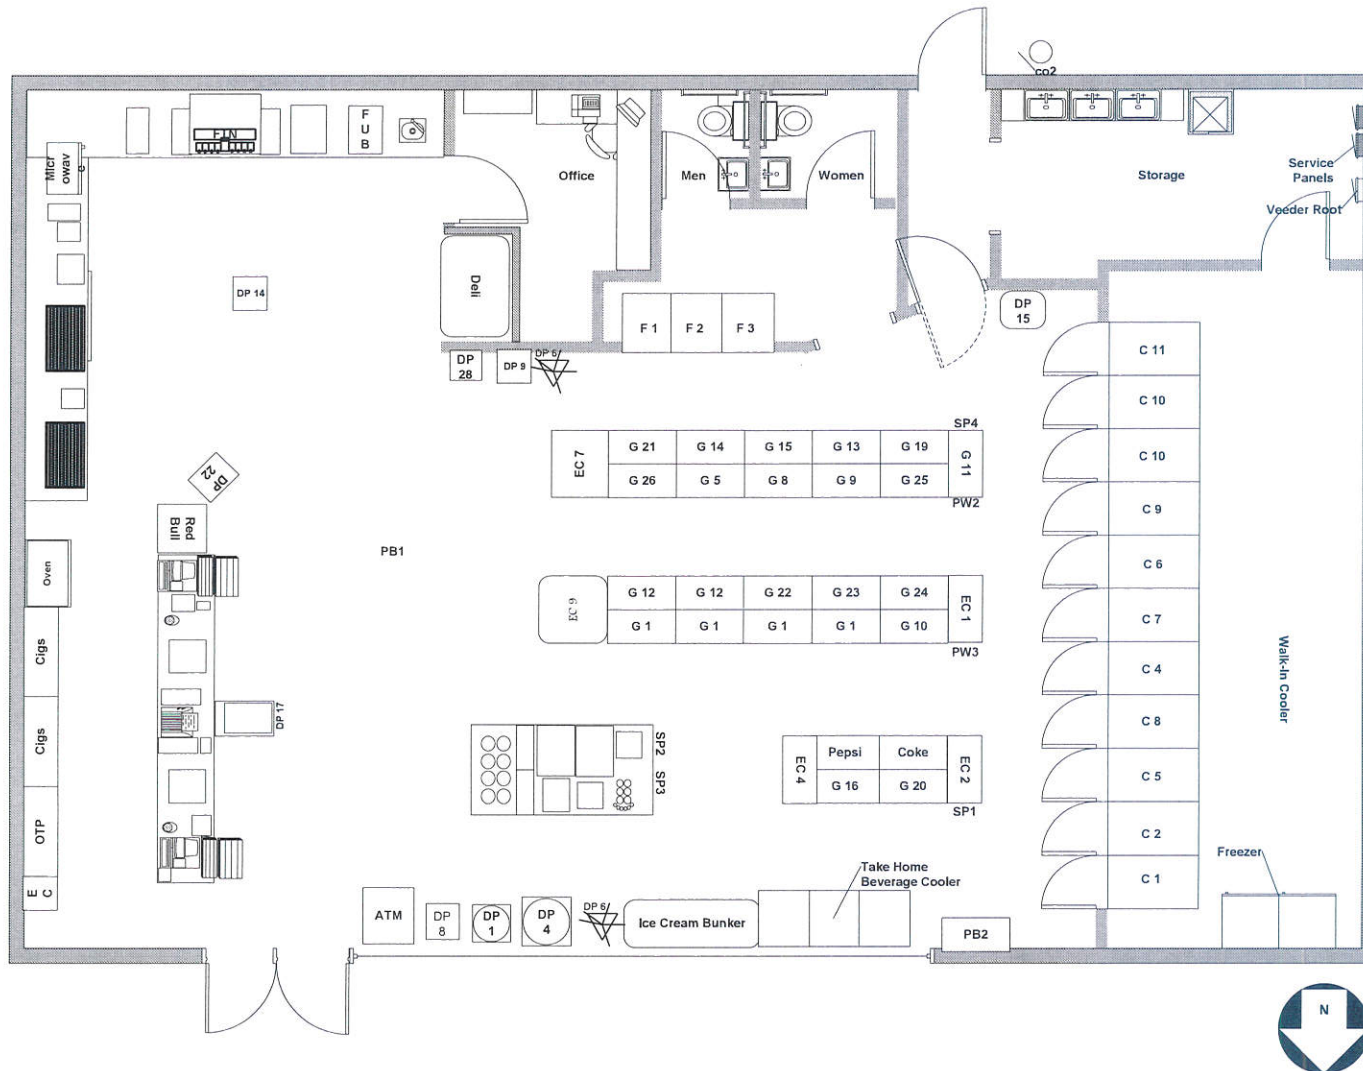 co2
FIN
F
U
B
Micr
owav
e
Office
Men
Women
Storage
Service
Panels
Veeder Root
Deli
DP 14
F 1
F 2
F 3
DP
15
DP
28
DP 9
DP 6
C 11
C 10
C 10
C 9
C 6
C 7
C 4
C 8
C 5
C 2
C 1
SP4
EC 7
G 21
G 14
G 15
G 13
G 19
G 11
G 26
G 5
G 8
G 9
G 25
PW2
DP
22
Red
Bull
PB1
Oven
EC 9
G 12
G 12
G 22
G 23
G 24
EC 1
G 1
G 1
G 1
G 1
G 10
PW3
Cigs
Cigs
OTP
E
C
DP 17
SP2
SP3
EC 4
Pepsi
Coke
EC 2
G 16
G 20
SP1
Walk-In Cooler
Freezer
Take Home
Beverage Cooler
ATM
DP
8
DP
1
DP
4
DP 6
Ice Cream Bunker
PB2
N